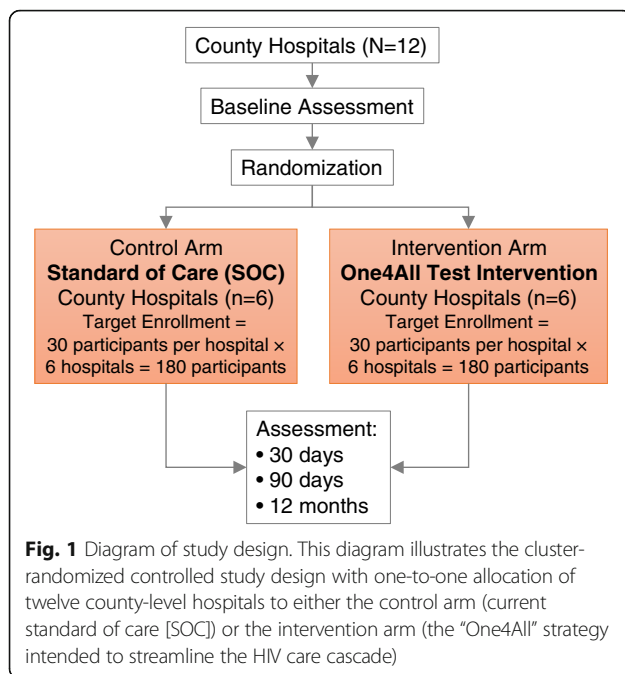 County Hospitals (N=12)
Baseline Assessment
Randomization
Control Arm
Standard of Care (SOC)
County Hospitals (n=6)
Target Enrollment =
30 participants per hospital ×
6 hospitals = 180 participants
Intervention Arm
One4All Test Intervention
County Hospitals (n=6)
Target Enrollment =
30 participants per hospital ×
6 hospitals = 180 participants
Assessment:
• 30 days
• 90 days
• 12 months
Fig. 1 Diagram of study design. This diagram illustrates the cluster-
randomized controlled study design with one-to-one allocation of
twelve county-level hospitals to either the control arm (current
standard of care [SOC]) or the intervention arm (the “One4All” strategy
intended to streamline the HIV care cascade)